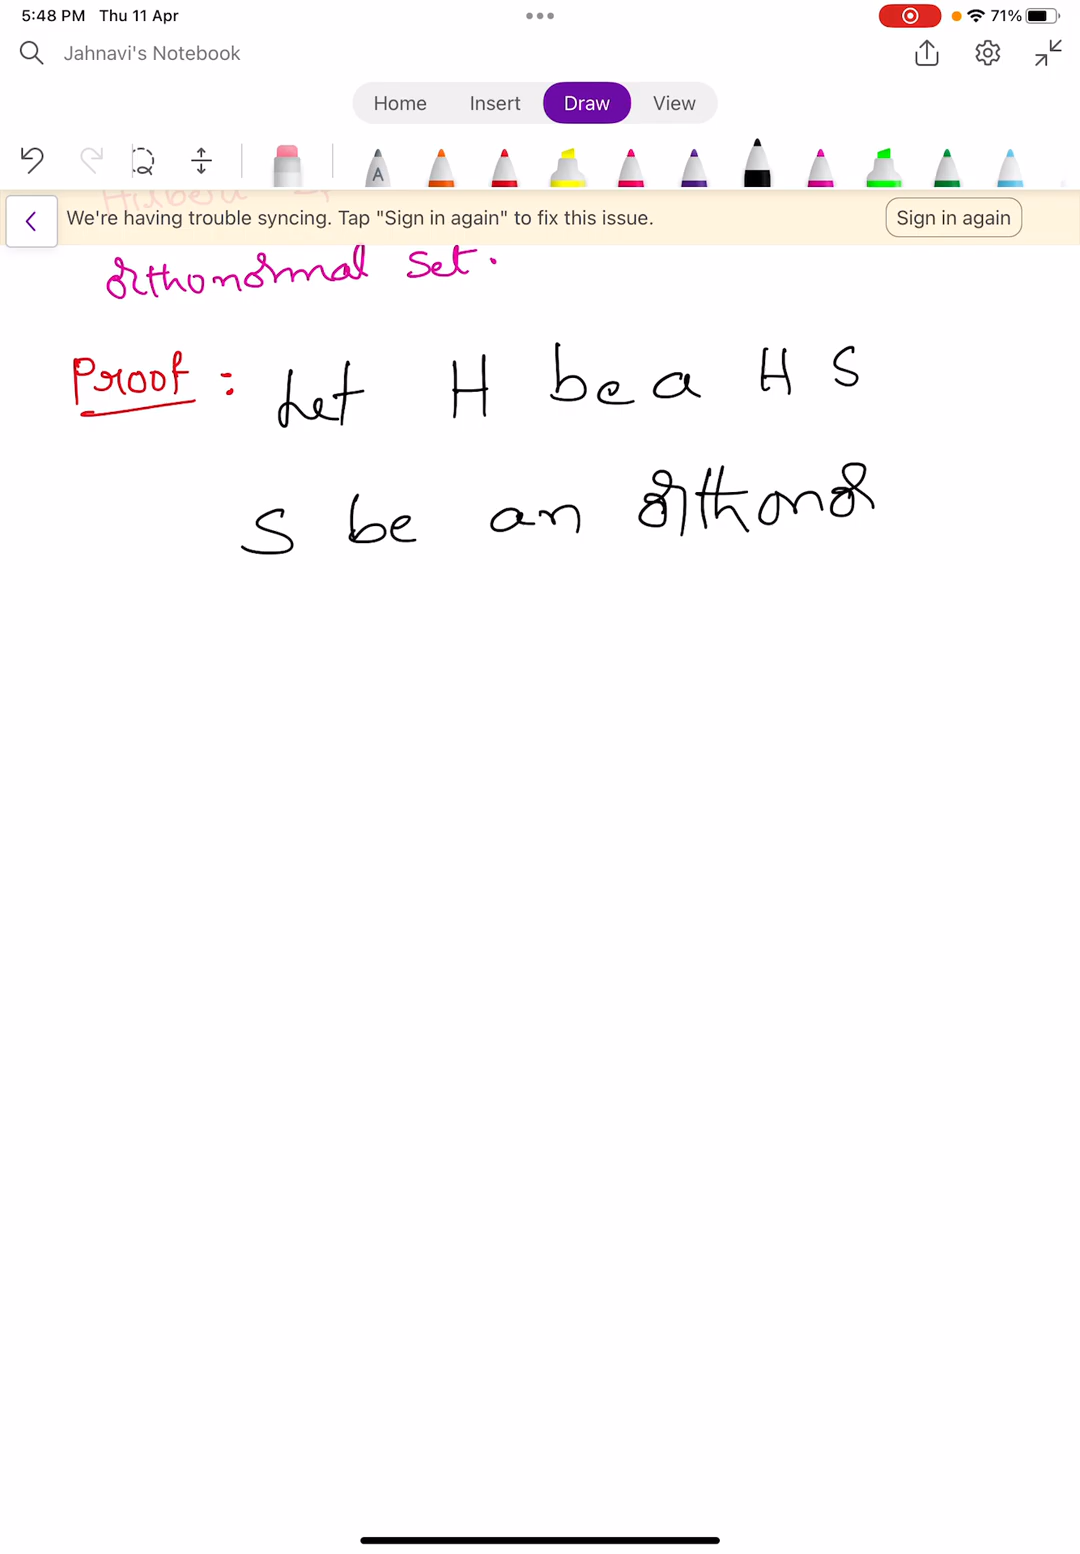 5:48 PM Thu 11 Apr
71%
Jahnavi's Notebook
Home Insert Draw View
A
We're having trouble syncing. Tap "Sign in again" to fix this issue. Sign in again
orthonormal set.
Proof : Let H be a H S
S be an orthonor